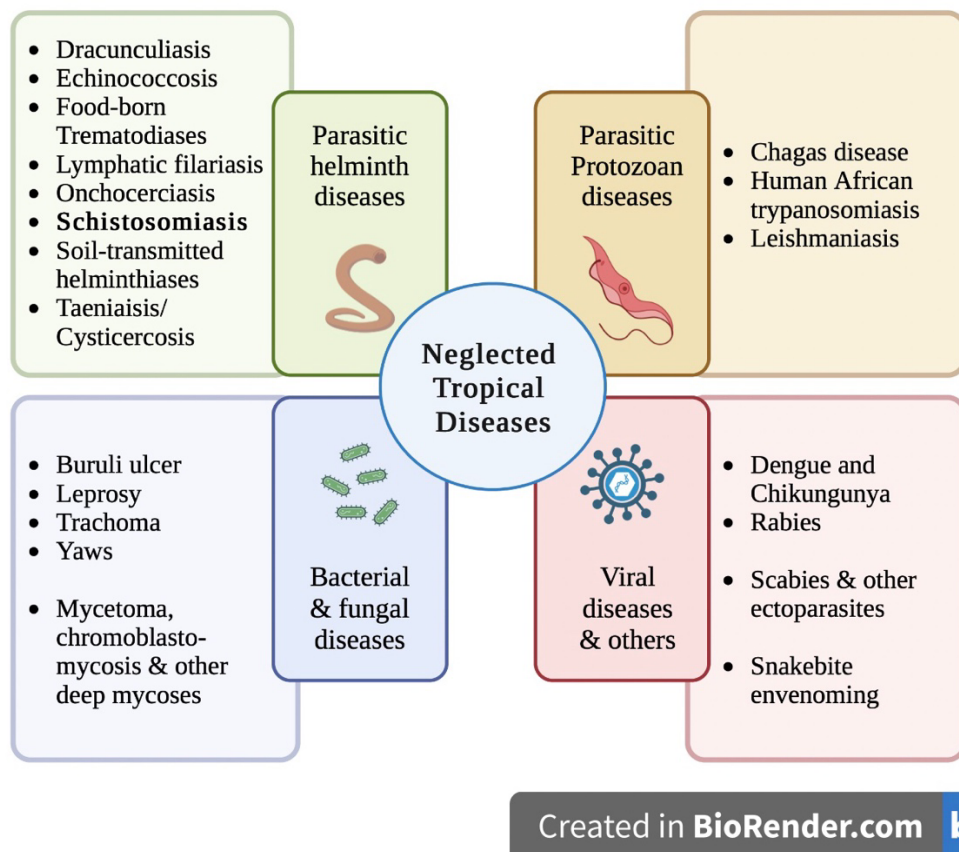 • Dracunculiasis
• Echinococcosis
• Food-born
Trematodiases
• Lymphatic filariasis
• Onchocerciasis
• Schistosomiasis
• Soil-transmitted
helminthiases
• Taeniaisis/
Cysticercosis
Parasitic
helminth
diseases
Parasitic
Protozoan
diseases
• Chagas disease
• Human African
trypanosomiasis
• Leishmaniasis
Neglected
Tropical
Diseases
• Buruli ulcer
• Leprosy
• Trachoma
• Yaws
• Mycetoma,
chromoblasto-
mycosis & other
deep mycoses
Bacterial
& fungal
diseases
Viral
diseases
& others
• Dengue and
Chikungunya
• Rabies
• Scabies & other
ectoparasites
• Snakebite
envenoming
Created in BioRender.com
b